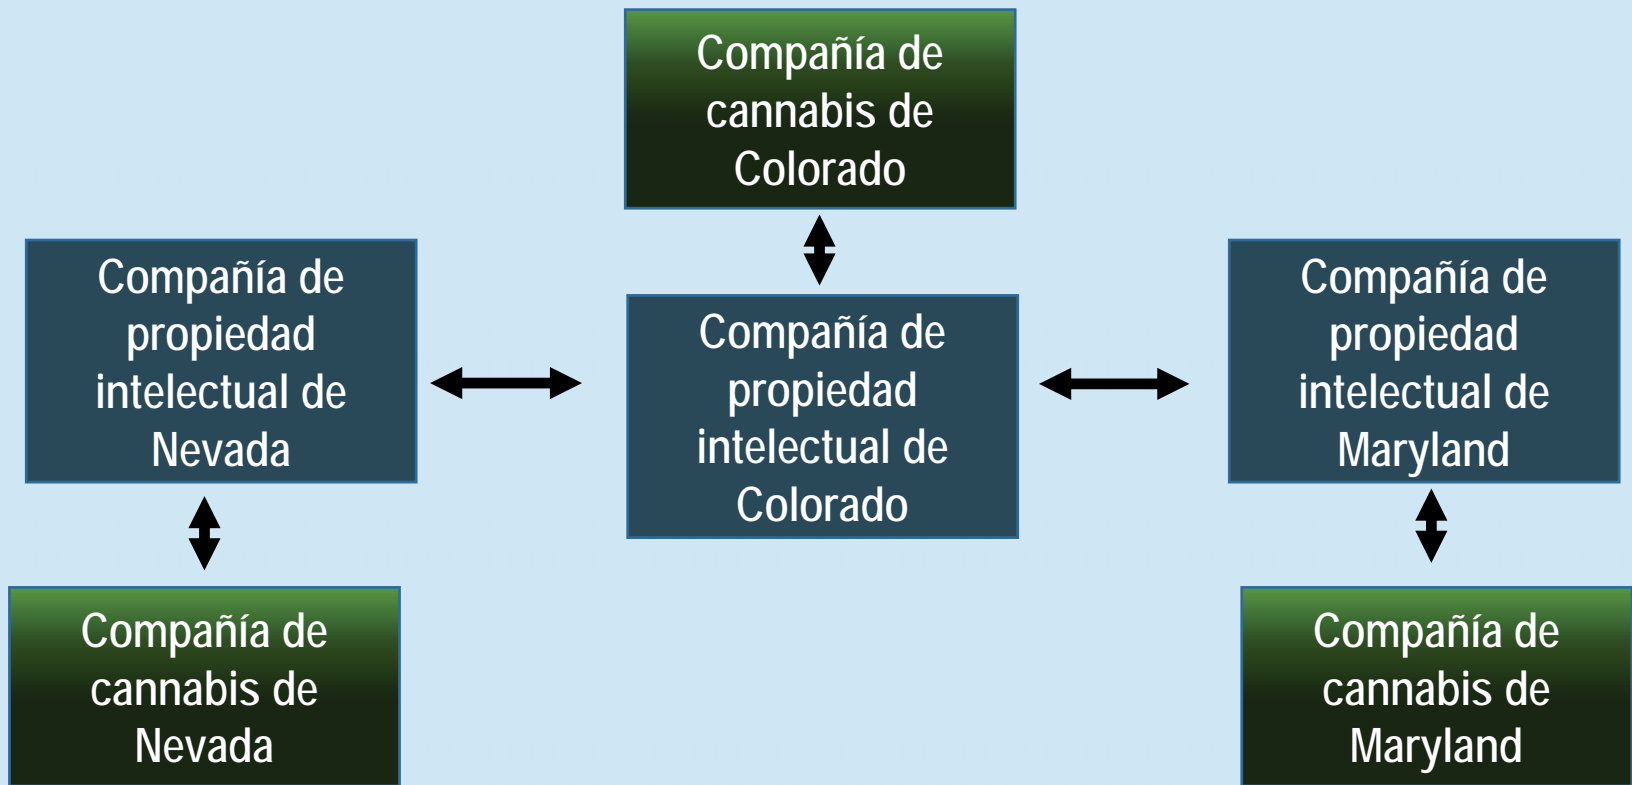 Compañía de
cannabis de
Colorado
Compañía de
propiedad
intelectual de
Nevada
Compañía de
propiedad
intelectual de
Colorado
Compañía de
propiedad
intelectual de
Maryland
Compañía de
cannabis de
Nevada
Compañía de
cannabis de
Maryland